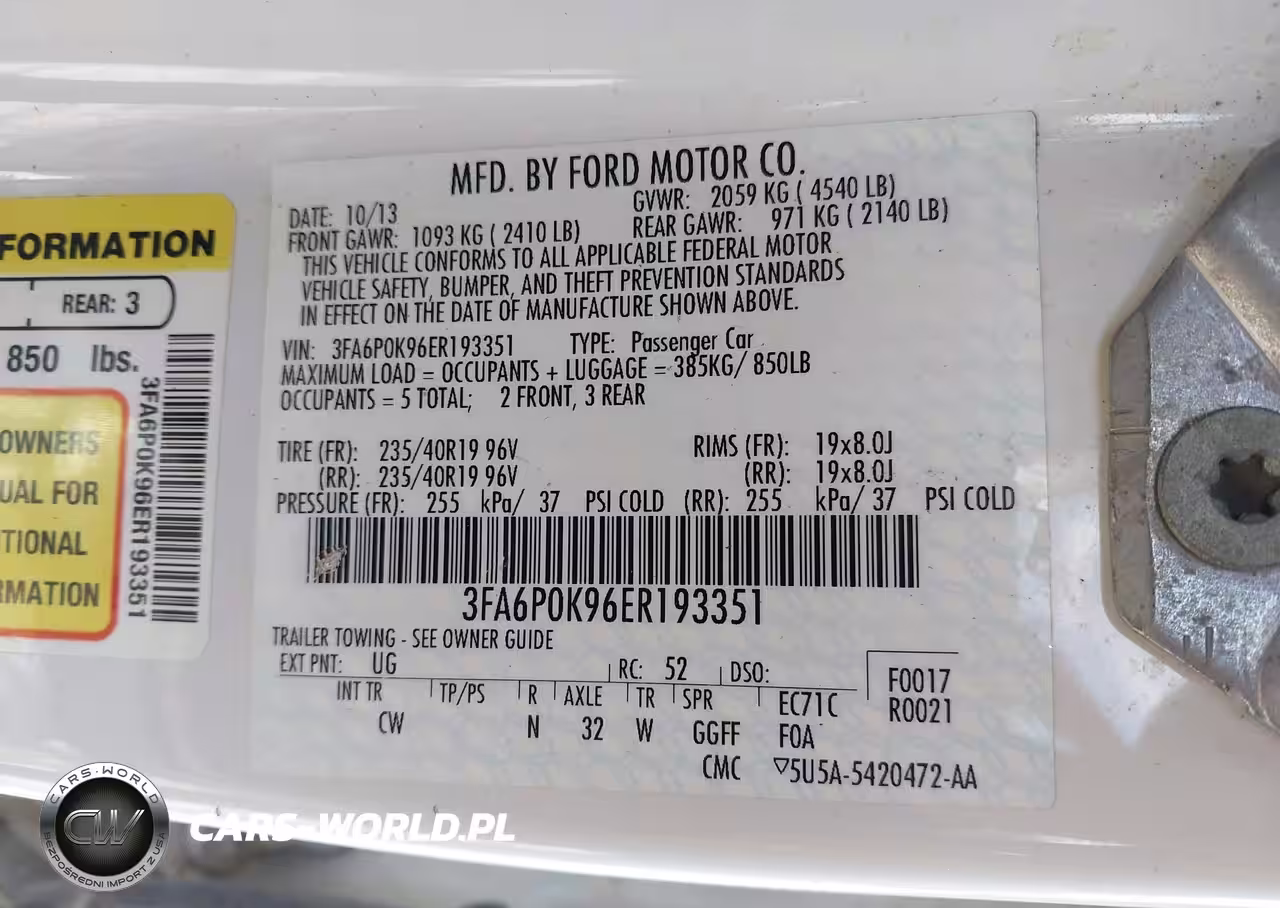 MFD. BY FORD MOTOR CO.
DATE: 10/13 GVWR: 2059 KG ( 4540 LB)
FRONT GAWR: 1093 KG ( 2410 LB) REAR GAWR: 971 KG ( 2140 LB)
THIS VEHICLE CONFORMS TO ALL APPLICABLE FEDERAL MOTOR
VEHICLE SAFETY, BUMPER, AND THEFT PREVENTION STANDARDS
IN EFFECT ON THE DATE OF MANUFACTURE SHOWN ABOVE.
VIN: 3FA6P0K96ER193351 TYPE: Passenger Car
MAXIMUM LOAD = OCCUPANTS + LUGGAGE = 385KG/ 850LB
OCCUPANTS = 5 TOTAL; 2 FRONT, 3 REAR
TIRE (FR): 235/40R19 96V RIMS (FR): 19x8.0J
(RR): 235/40R19 96V (RR): 19x8.0J
PRESSURE (FR): 255 kPa/ 37 PSI COLD (RR): 255 kPa/ 37 PSI COLD
3FA6P0K96ER193351
TRAILER TOWING - SEE OWNER GUIDE
EXT PNT: UG RC: 52 DSO: F0017
INT TR TP/PS R AXLE TR SPR EC71C R0021
CW N 32 W GGFF FOA
CMC ▽5U5A-5420472-AA
FORMATION
REAR: 3
850 lbs.
OWNERS
UAL FOR
TIONAL
RMATION
3FA6P0K96ER193351
CARS-WORLD
CW
BEZPOŚREDNI IMPORT Z USA
CARS-WORLD.PL